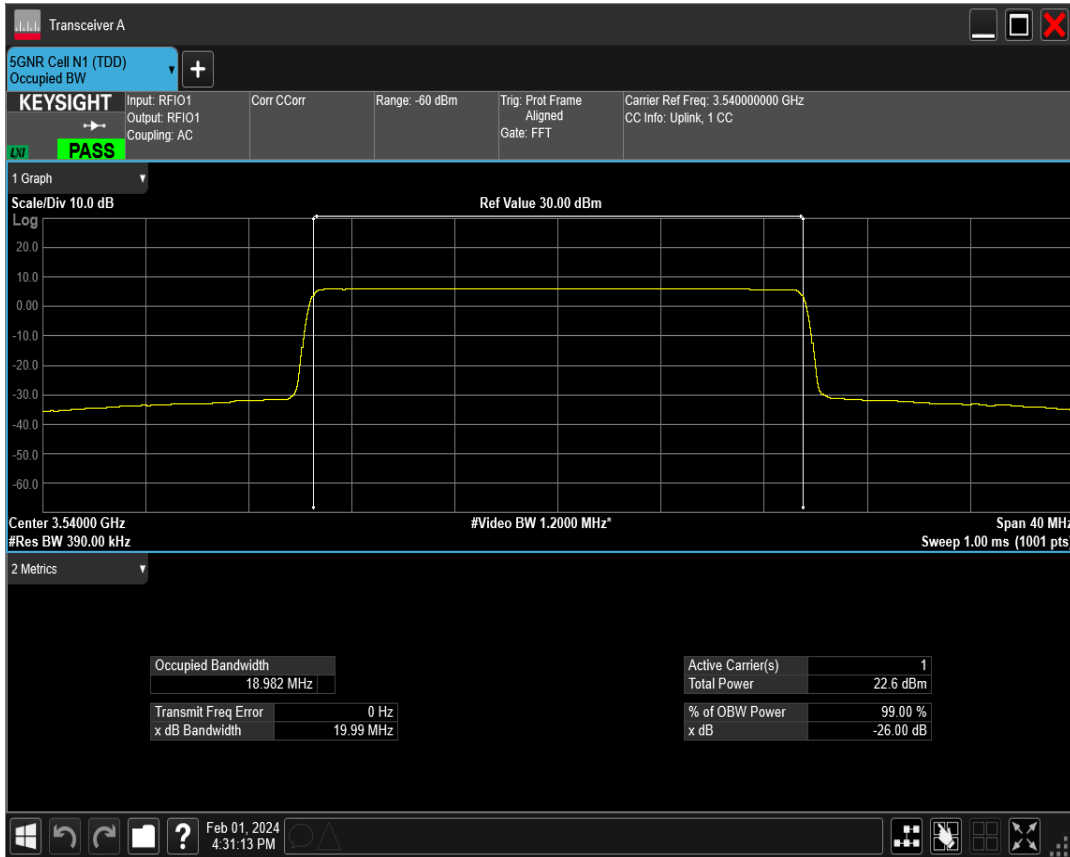 Transceiver A
5GNR Cell N1 (TDD)
Occupied BW
KEYSIGHT
LXI
PASS
Input: RFIO1
Output: RFIO1
Coupling: AC
Corr CCorr
Range: -60 dBm
Trig: Prot Frame
Aligned
Gate: FFT
Carrier Ref Freq: 3.540000000 GHz
CC Info: Uplink, 1 CC
1 Graph
Scale/Div 10.0 dB
Ref Value 30.00 dBm
Log
20.0
10.0
0.00
-10.0
-20.0
-30.0
-40.0
-50.0
-60.0
Center 3.54000 GHz
#Video BW 1.2000 MHz*
Span 40 MHz
#Res BW 390.00 kHz
Sweep 1.00 ms (1001 pts)
2 Metrics
Occupied Bandwidth
18.982 MHz
Transmit Freq Error 0 Hz
x dB Bandwidth 19.99 MHz
Active Carrier(s) 1
Total Power 22.6 dBm
% of OBW Power 99.00 %
x dB -26.00 dB
?
Feb 01, 2024
4:31:13 PM